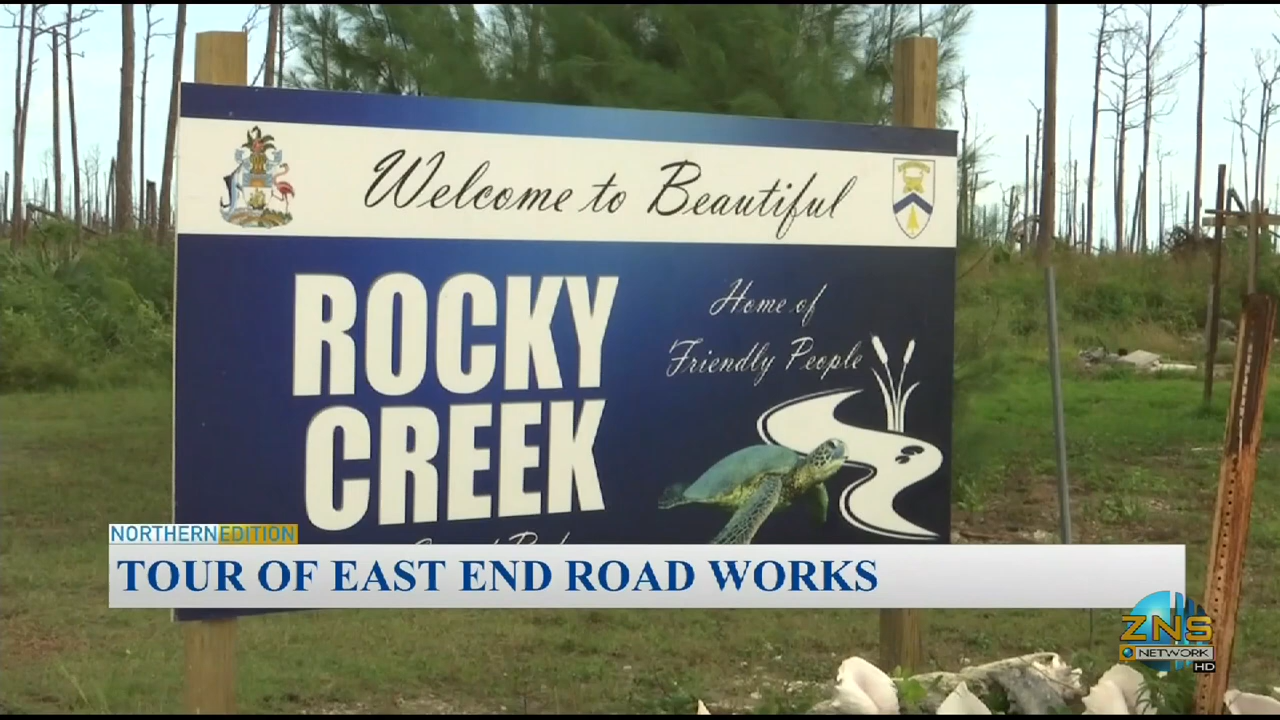 Welcome to Beautiful
ROCKY
CREEK
Home of
Friendly People
NORTHERN EDITION
TOUR OF EAST END ROAD WORKS
ZNS
NETWORK
HD